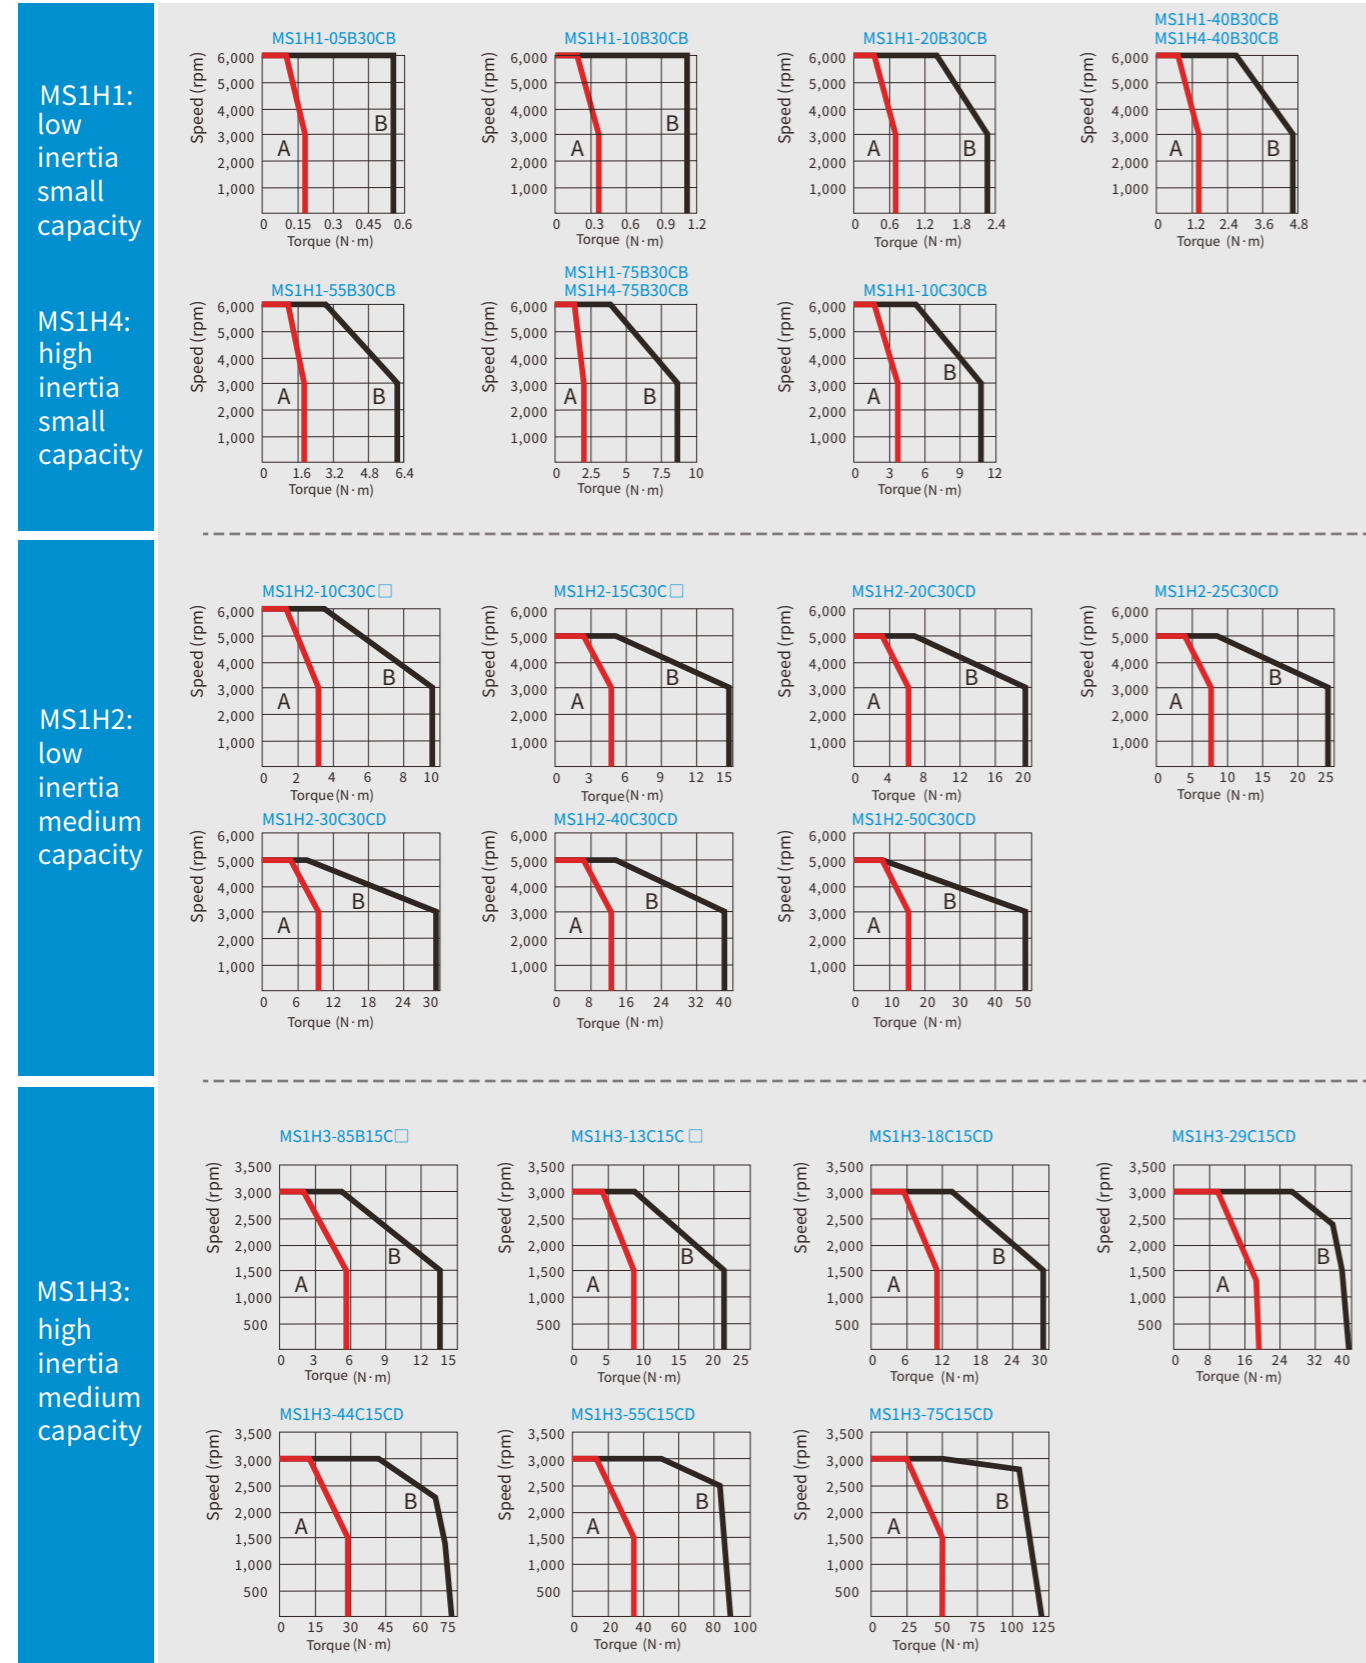 MS1H1:
low
inertia
small
capacity
MS1H4:
high
inertia
small
capacity
MS1H1-05B30CB
Speed (rpm)
6,000
5,000
4,000
3,000
2,000
1,000
A
B
0 0.15 0.3 0.45 0.6
Torque (N·m)
MS1H1-10B30CB
Speed (rpm)
6,000
5,000
4,000
3,000
2,000
1,000
A
B
0 0.3 0.6 0.9 1.2
Torque (N·m)
MS1H1-20B30CB
Speed (rpm)
6,000
5,000
4,000
3,000
2,000
1,000
A
B
0 0.6 1.2 1.8 2.4
Torque (N·m)
MS1H1-40B30CB
MS1H4-40B30CB
Speed (rpm)
6,000
5,000
4,000
3,000
2,000
1,000
A
B
0 1.2 2.4 3.6 4.8
Torque (N·m)
MS1H1-55B30CB
Speed (rpm)
6,000
5,000
4,000
3,000
2,000
1,000
A
B
0 1.6 3.2 4.8 6.4
Torque (N·m)
MS1H1-75B30CB
MS1H4-75B30CB
Speed (rpm)
6,000
5,000
4,000
3,000
2,000
1,000
A
B
0 2.5 5 7.5 10
Torque (N·m)
MS1H1-10C30CB
Speed (rpm)
6,000
5,000
4,000
3,000
2,000
1,000
A
B
0 3 6 9 12
Torque (N·m)
MS1H2:
low
inertia
medium
capacity
MS1H2-10C30C□
Speed (rpm)
6,000
5,000
4,000
3,000
2,000
1,000
A
B
0 2 4 6 8 10
Torque(N·m)
MS1H2-15C30C□
Speed (rpm)
6,000
5,000
4,000
3,000
2,000
1,000
A
B
0 3 6 9 12 15
Torque(N·m)
MS1H2-20C30CD
Speed (rpm)
6,000
5,000
4,000
3,000
2,000
1,000
A
B
0 4 8 12 16 20
Torque (N·m)
MS1H2-25C30CD
Speed (rpm)
6,000
5,000
4,000
3,000
2,000
1,000
A
B
0 5 10 15 20 25
Torque (N·m)
MS1H2-30C30CD
Speed (rpm)
6,000
5,000
4,000
3,000
2,000
1,000
A
B
0 6 12 18 24 30
Torque (N·m)
MS1H2-40C30CD
Speed (rpm)
6,000
5,000
4,000
3,000
2,000
1,000
A
B
0 8 16 24 32 40
Torque (N·m)
MS1H2-50C30CD
Speed (rpm)
6,000
5,000
4,000
3,000
2,000
1,000
A
B
0 10 20 30 40 50
Torque (N·m)
MS1H3:
high
inertia
medium
capacity
MS1H3-85B15C□
Speed (rpm)
3,500
3,000
2,500
2,000
1,500
1,000
500
A
B
0 3 6 9 12 15
Torque (N·m)
MS1H3-13C15C□
Speed (rpm)
3,500
3,000
2,500
2,000
1,500
1,000
500
A
B
0 5 10 15 20 25
Torque (N·m)
MS1H3-18C15CD
Speed (rpm)
3,500
3,000
2,500
2,000
1,500
1,000
500
A
B
0 6 12 18 24 30
Torque (N·m)
MS1H3-29C15CD
Speed (rpm)
3,500
3,000
2,500
2,000
1,500
1,000
500
A
B
0 8 16 24 32 40
Torque (N·m)
MS1H3-44C15CD
Speed (rpm)
3,500
3,000
2,500
2,000
1,500
1,000
500
A
B
0 15 30 45 60 75
Torque (N·m)
MS1H3-55C15CD
Speed (rpm)
3,500
3,000
2,500
2,000
1,500
1,000
500
A
B
0 20 40 60 80 100
Torque (N·m)
MS1H3-75C15CD
Speed (rpm)
3,500
3,000
2,500
2,000
1,500
1,000
500
A
B
0 25 50 75 100 125
Torque (N·m)